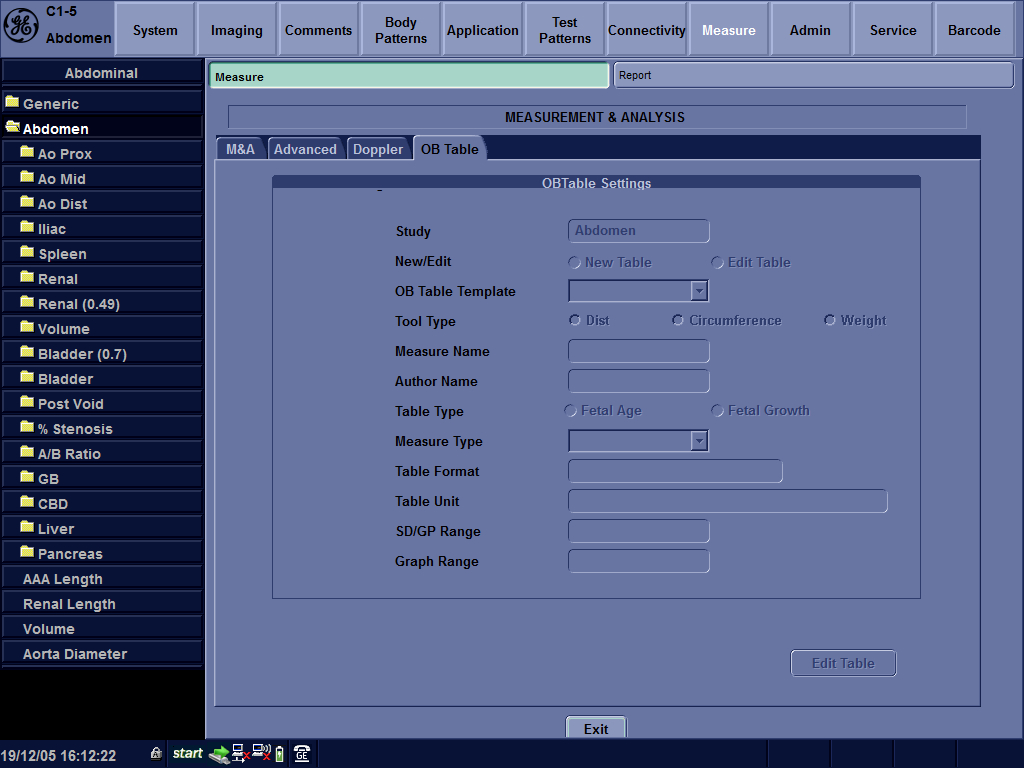 C1-5
Abdomen
System
Imaging
Comments
Body
Patterns
Application
Test
Patterns
Connectivity
Measure
Admin
Service
Barcode
Abdominal
Generic
Abdomen
Ao Prox
Ao Mid
Ao Dist
Iliac
Spleen
Renal
Renal (0.49)
Volume
Bladder (0.7)
Bladder
Post Void
% Stenosis
A/B Ratio
GB
CBD
Liver
Pancreas
AAA Length
Renal Length
Volume
Aorta Diameter
Measure
Report
MEASUREMENT & ANALYSIS
M&A
Advanced
Doppler
OB Table
OBTable Settings
Study
Abdomen
New/Edit
New Table
Edit Table
OB Table Template
Tool Type
Dist
Circumference
Weight
Measure Name
Author Name
Table Type
Fetal Age
Fetal Growth
Measure Type
Table Format
Table Unit
SD/GP Range
Graph Range
Edit Table
Exit
19/12/05 16:12:22
start
GE